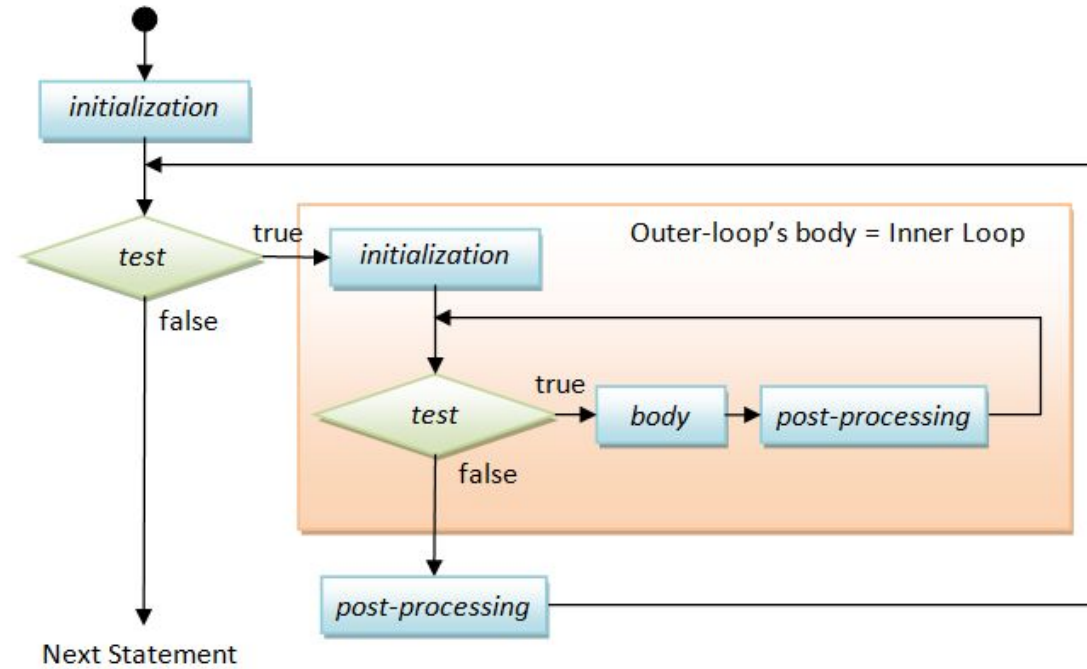 initialization
test
true
false
Outer-loop's body = Inner Loop
initialization
test
true
body
post-processing
false
post-processing
Next Statement